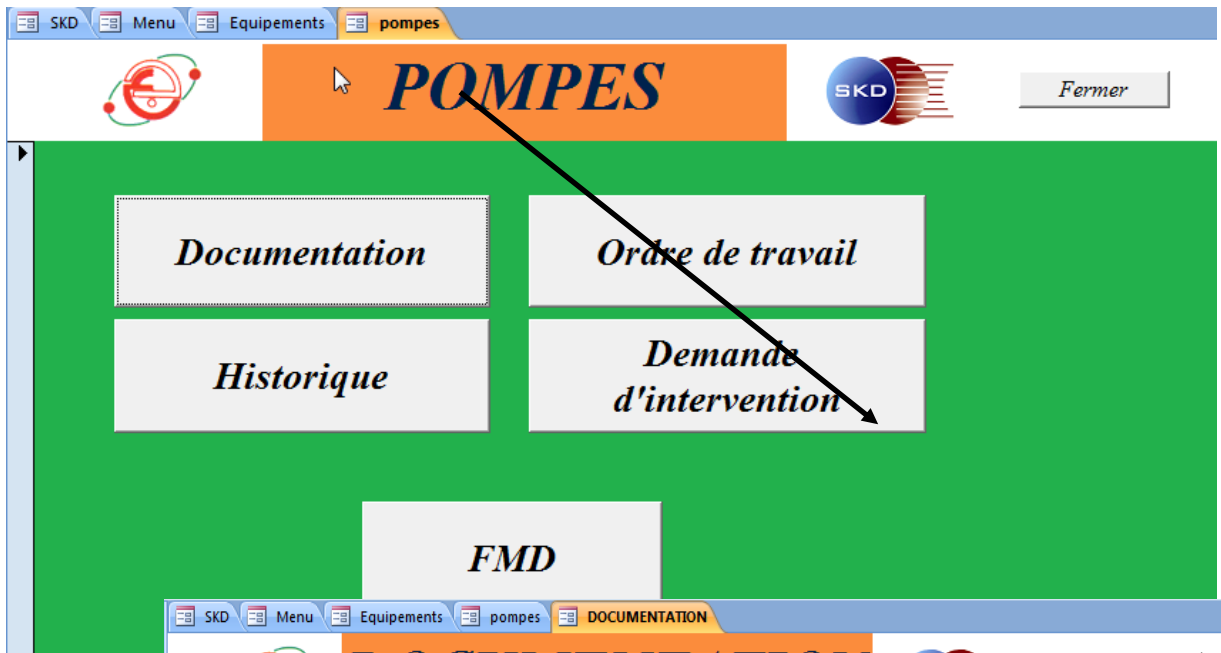 SKD Menu Equipements pompes
POMPES
SKD
Fermer
Documentation
Ordre de travail
Historique
Demande
d'intervention
FMD
SKD Menu Equipements pompes DOCUMENTATION